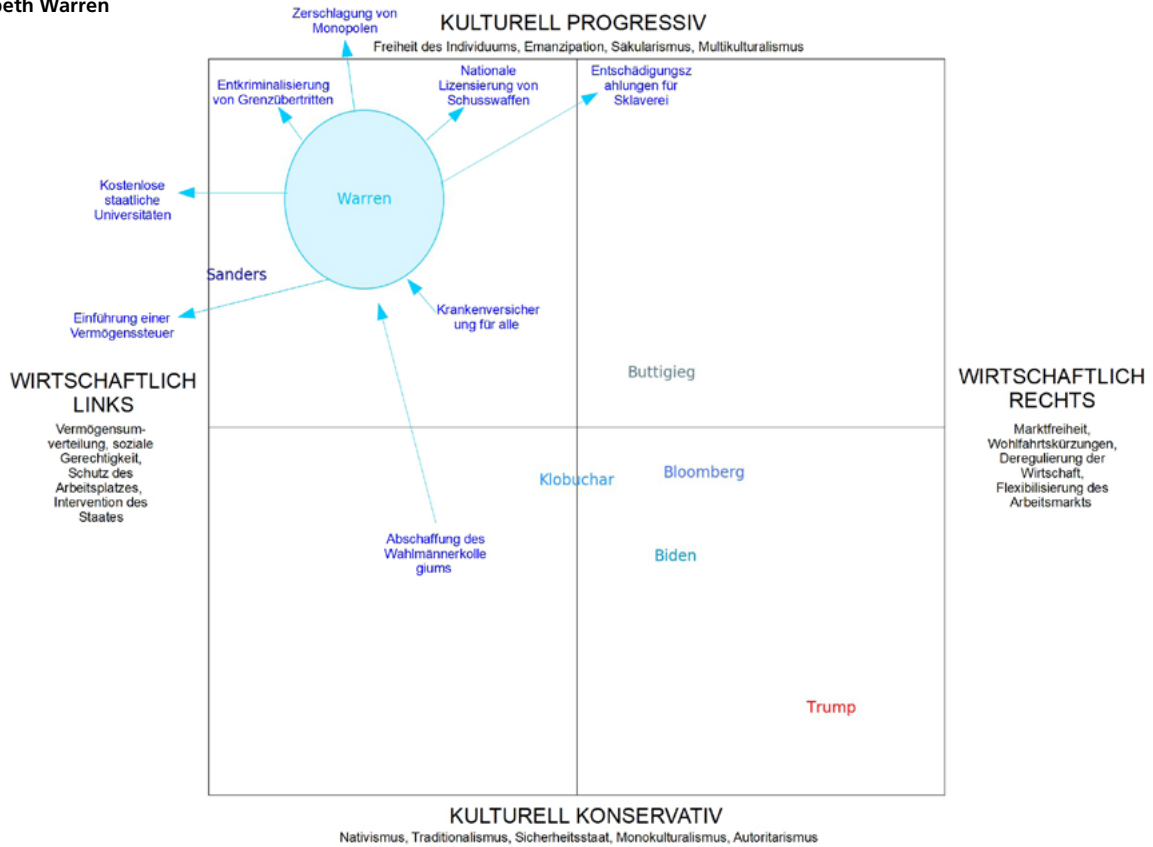 beth Warren
Zerschlagung von
Monopolen
KULTURELL PROGRESSIV
Freiheit des Individuums, Emanzipation, Säkularismus, Multikulturalismus
Entkriminalisierung
von Grenzübertritten
Nationale
Lizensierung von
Schusswaffen
Entschädigungsz
ahlungen für
Sklaverei
Kostenlose
staatliche
Universitäten
Warren
Sanders
Einführung einer
Vermögenssteuer
Krankenversicher
ung für alle
WIRTSCHAFTLICH
LINKS
Vermögensum-
verteilung, soziale
Gerechtigkeit,
Schutz des
Arbeitsplatzes,
Intervention des
Staates
Buttigieg
WIRTSCHAFTLICH
RECHTS
Marktfreiheit,
Wohlfahrtskürzungen,
Deregulierung der
Wirtschaft,
Flexibilisierung des
Arbeitsmarkts
Klobuchar
Bloomberg
Abschaffung des
Wahlmännerkolle
giums
Biden
Trump
KULTURELL KONSERVATIV
Nativismus, Traditionalismus, Sicherheitsstaat, Monokulturalismus, Autoritarismus